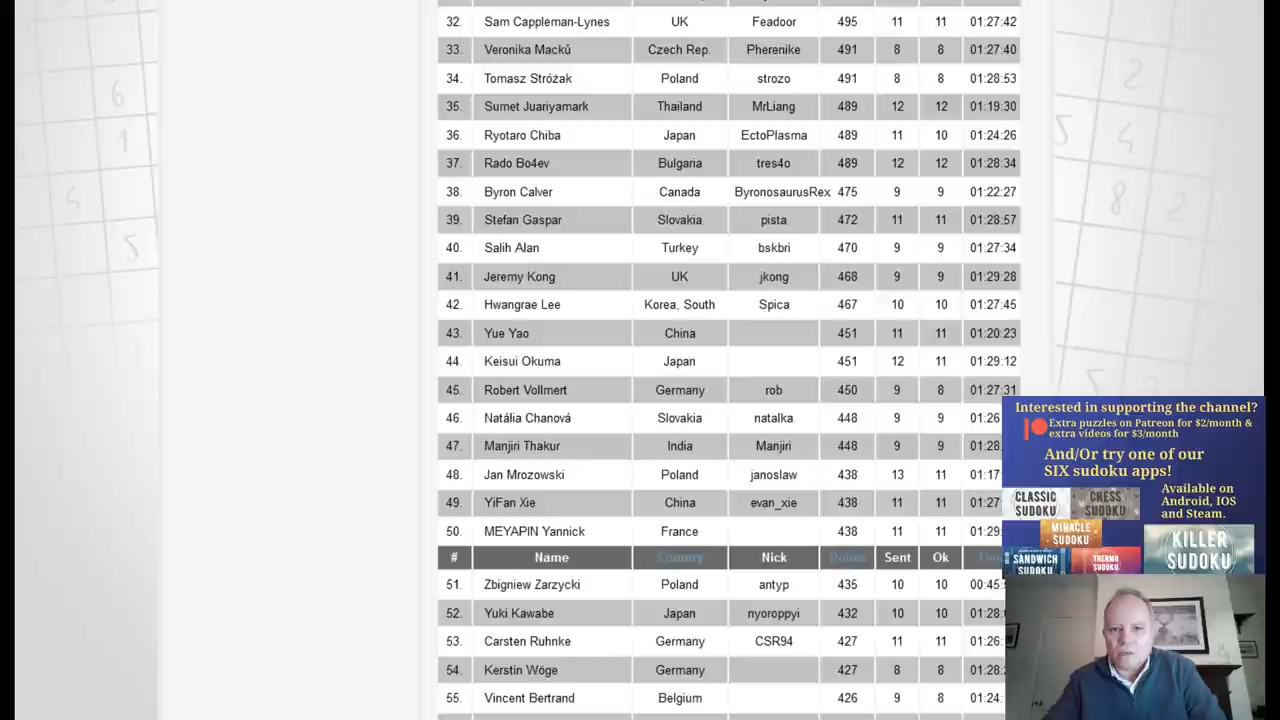 32. Sam Cappleman-Lynes UK Feadoor 495 11 11 01:27:42
33. Veronika Macků Czech Rep. Pherenike 491 8 8 01:27:40
34. Tomasz Stróżak Poland strozo 491 8 8 01:28:53
35. Sumet Juariyamark Thailand MrLiang 489 12 12 01:19:30
36. Ryotaro Chiba Japan EctoPlasma 489 11 10 01:24:26
37. Rado Bo4ev Bulgaria tres4o 489 12 12 01:28:34
38. Byron Calver Canada ByronosaurusRex 475 9 9 01:22:27
39. Stefan Gaspar Slovakia pista 472 11 11 01:28:57
40. Salih Alan Turkey bskbri 470 9 9 01:27:34
41. Jeremy Kong UK jkong 468 9 9 01:29:28
42. Hwangrae Lee Korea, South Spica 467 10 10 01:27:45
43. Yue Yao China 451 11 11 01:20:23
44. Keisui Okuma Japan 451 12 11 01:29:12
45. Robert Vollmert Germany rob 450 9 8 01:27:31
46. Natália Chanová Slovakia natalka 448 9 9 01:26
47. Manjiri Thakur India Manjiri 448 9 9 01:28.
48. Jan Mrozowski Poland janoslaw 438 13 11 01:17
49. YiFan Xie China evan_xie 438 11 11 01:27
50. MEYAPIN Yannick France 438 11 11 01:29
# Name Country Nick Points Sent Ok
51. Zbigniew Zarzycki Poland antyp 435 10 10 00:45
52. Yuki Kawabe Japan nyoroppyi 432 10 10 01:28
53. Carsten Ruhnke Germany CSR94 427 11 11 01:26
54. Kerstin Wöge Germany 427 8 8 01:28
55. Vincent Bertrand Belgium 426 9 8 01:24
Interested in supporting the channel?
Extra puzzles on Patreon for $2/month &
extra videos for $3/month
And/Or try one of our
SIX sudoku apps!
Available on
Android, IOS
and Steam.
CLASSIC SUDOKU
CHESS SUDOKU
MIRACLE SUDOKU
KILLER SUDOKU
SANDWICH SUDOKU
THERMO SUDOKU
6
1
4
5
2
5 4
8 2